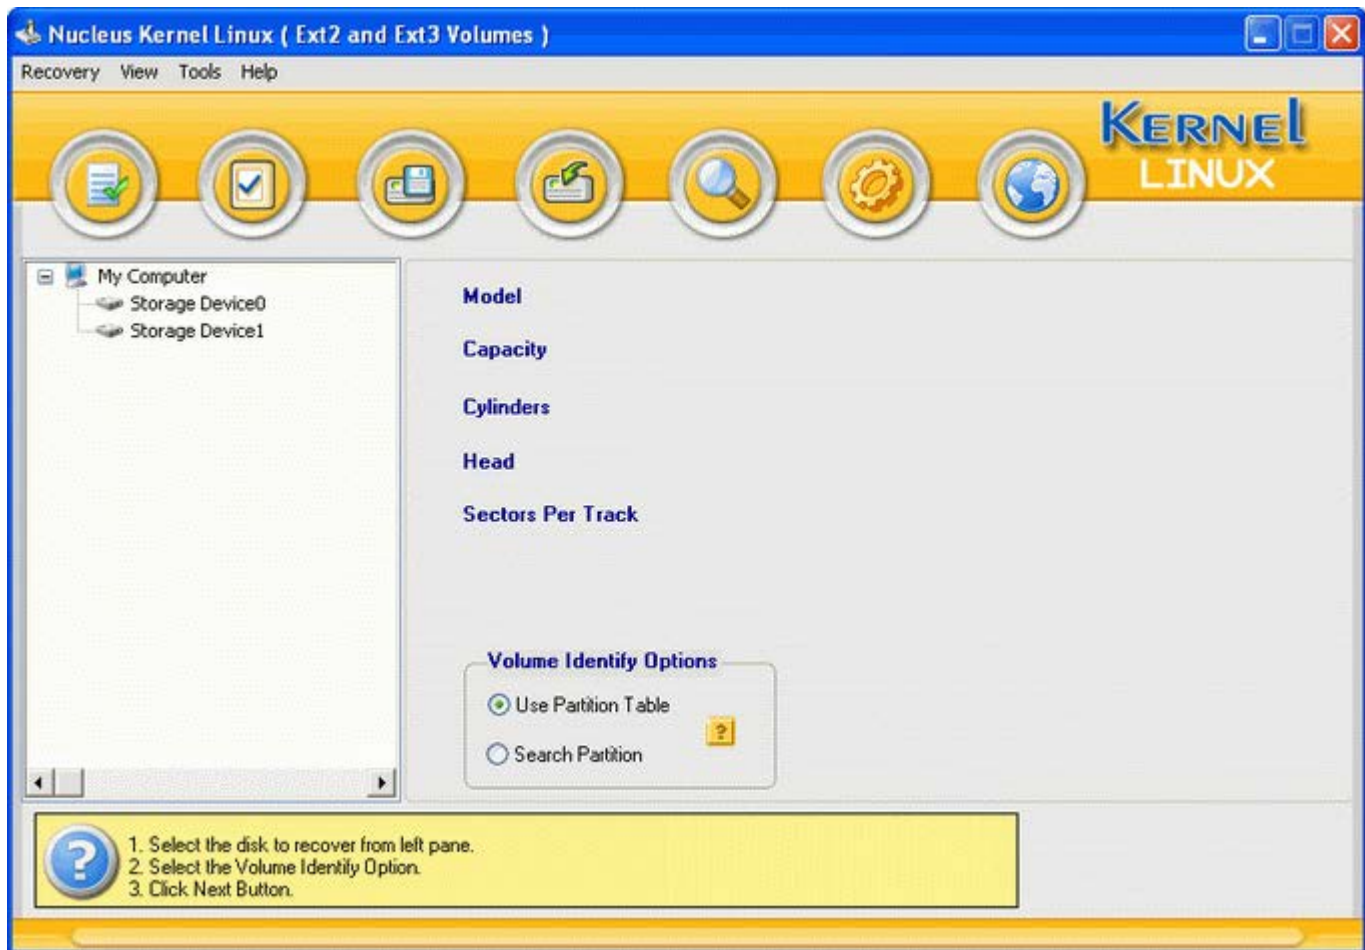 Nucleus Kernel Linux ( Ext2 and Ext3 Volumes )
Recovery View Tools Help
KERNEl
LINUX
My Computer
Storage Device0
Storage Device1
Model
Capacity
Cylinders
Head
Sectors Per Track
Volume Identify Options
Use Partition Table
?
Search Partition
?
1. Select the disk to recover from left pane.
2. Select the Volume Identify Option.
3. Click Next Button.